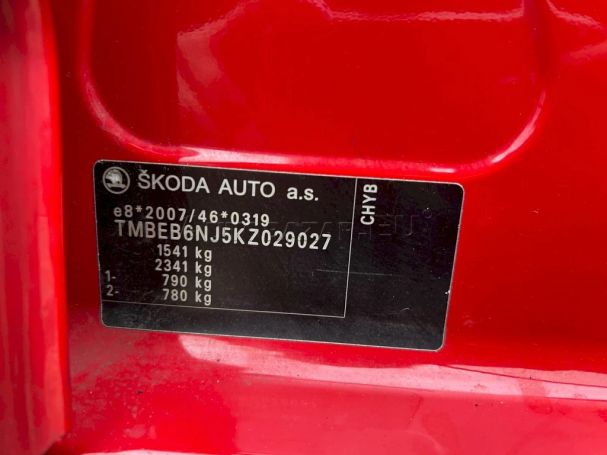 ŠKODA AUTO a.s.
CHYB
e8*2007/46*0319
TMBEB6NJ5KZ029027
1541 kg
2341 kg
1- 790 kg
2- 780 kg